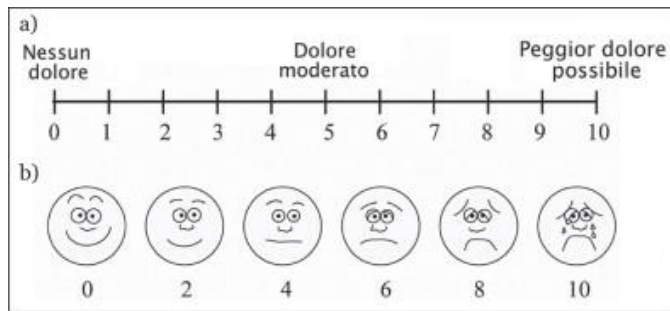 a)
Nessun dolore
Dolore moderato
Peggior dolore possibile
0 1 2 3 4 5 6 7 8 9 10
b)
0 2 4 6 8 10